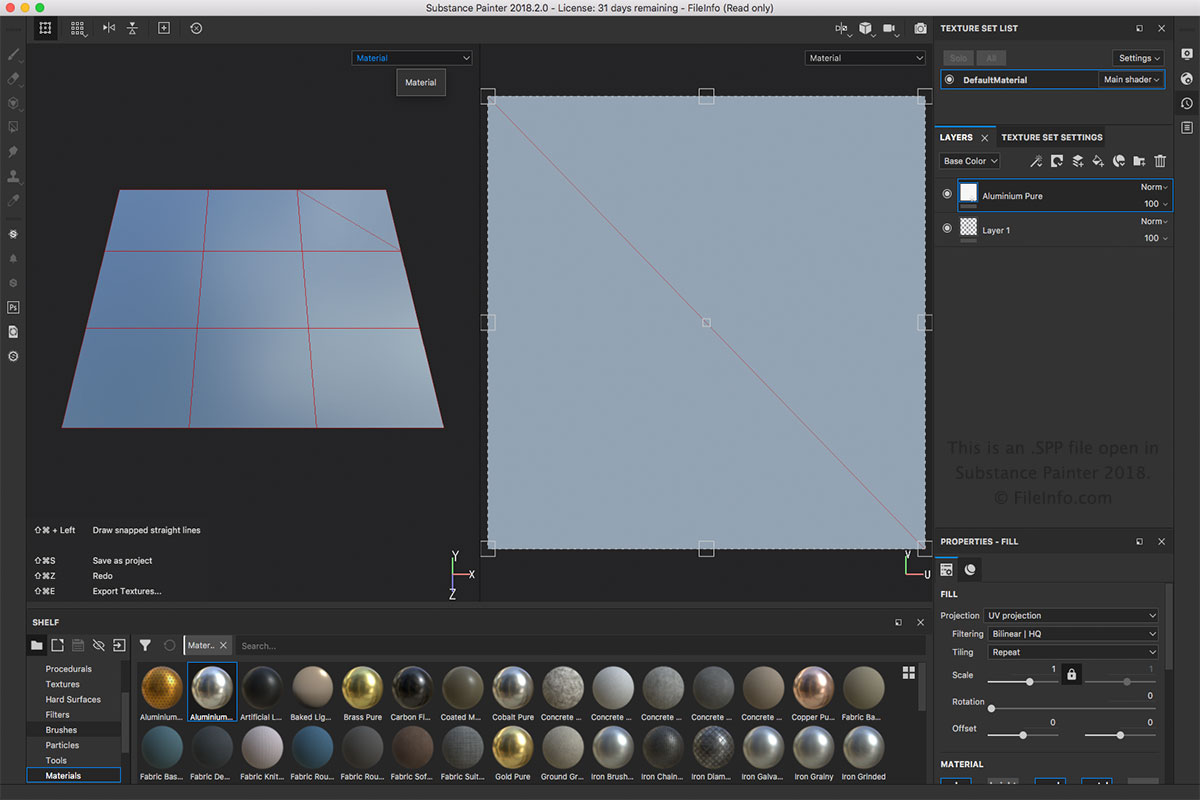 Substance Painter 2018.2.0 - License: 31 days remaining - FileInfo (Read only)
Material
Material
Material
⇧⌘ + Left Draw snapped straight lines
⇧⌘S Save as project
⇧⌘Z Redo
⇧⌘E Export Textures...
Y
X
Z
V
U
TEXTURE SET LIST
Solo All Settings
DefaultMaterial Main shader
LAYERS TEXTURE SET SETTINGS
Base Color
Norm
Aluminium Pure
100
Norm
Layer 1
100
This is an .SPP file open in
Substance Painter 2018.
© FileInfo.com
PROPERTIES - FILL
FILL
Projection UV projection
Filtering Bilinear | HQ
Tiling Repeat
Scale 1 1
Rotation 0
Offset 0 0
MATERIAL
Ps
SHELF
Mater... Search...
Procedurals
Textures
Hard Surfaces
Filters
Brushes
Particles
Tools
Materials
Aluminium... Aluminium... Artificial L... Baked Lig... Brass Pure Carbon Fi... Coated M... Cobalt Pure Concrete ... Concrete ... Concrete ... Concrete ... Concrete ... Copper Pu... Fabric Ba...
Fabric Bas... Fabric De... Fabric Knit... Fabric Rou... Fabric Rou... Fabric Sof... Fabric Suit... Gold Pure Ground Gr... Iron Brush... Iron Chain... Iron Diam... Iron Galva... Iron Grainy Iron Grinded